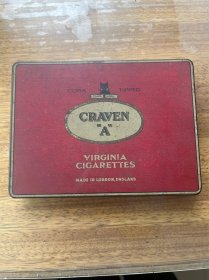 CORK TIPPED
CRAVEN
"A"
VIRGINIA
CIGARETTES
MADE IN LONDON, ENGLAND